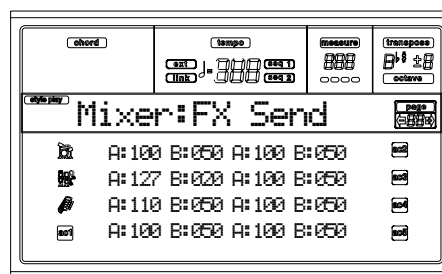 chord tempo measure transpose
ext seq 1
link seq 2
octave
style play
Mixer:FX Send page
A:100 B:050 A:100 B:050 ac2
A:127 B:020 A:100 B:050 ac3
A:110 B:050 A:100 B:050 ac4
ac1 A:100 B:050 A:100 B:050 ac5